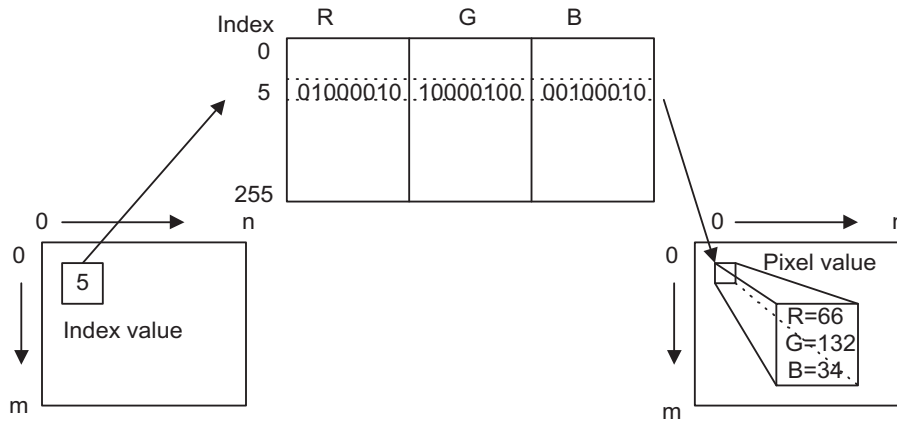 R G B
Index
0
5 01000010 10000100 00100010
255
0 n
0
5
Index value
m
0 n
0
Pixel value
R=66
G=132
B=34
m